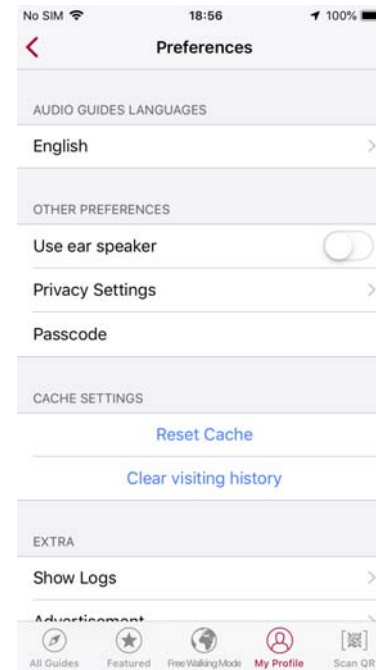 No SIM 18:56 100%
Preferences
AUDIO GUIDES LANGUAGES
English
OTHER PREFERENCES
Use ear speaker
Privacy Settings
Passcode
CACHE SETTINGS
Reset Cache
Clear visiting history
EXTRA
Show Logs
Advertisement
All Guides Featured Free Walking Mode My Profile Scan QR